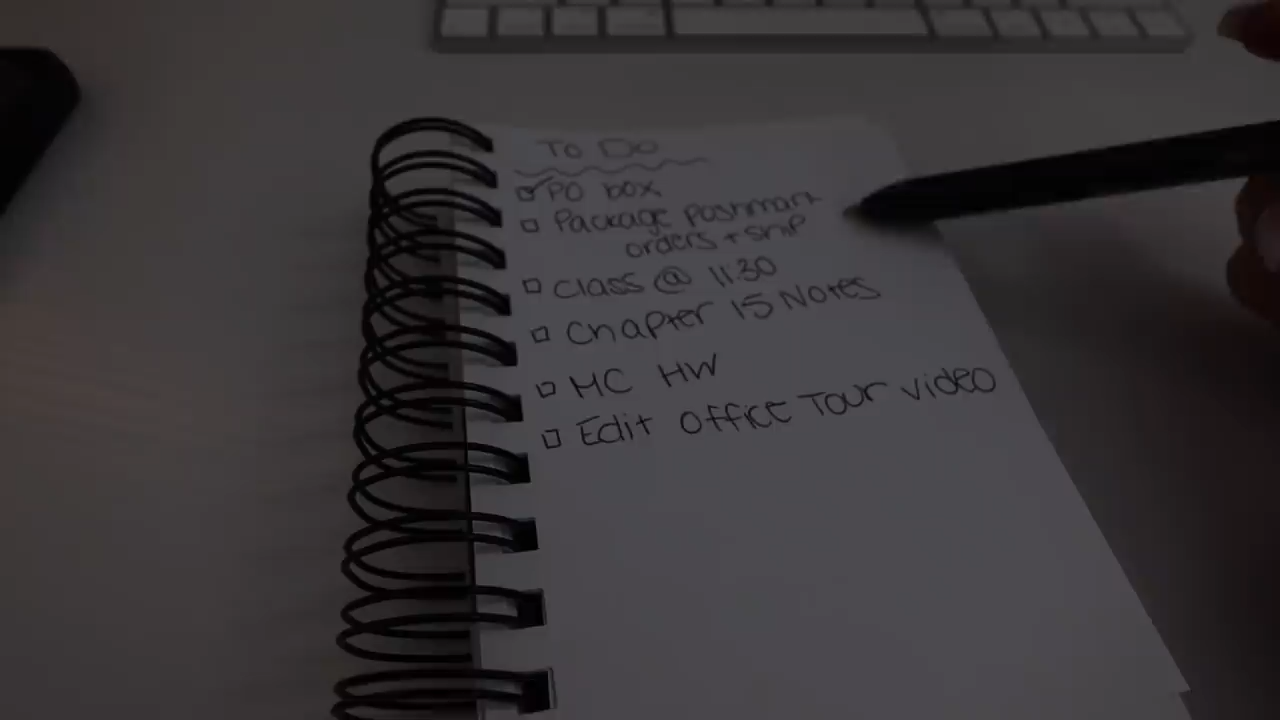 To Do
PO box
Package poshmark
orders + ship
Class @ 11:30
Chapter 15 Notes
MC HW
Edit Office Tour video